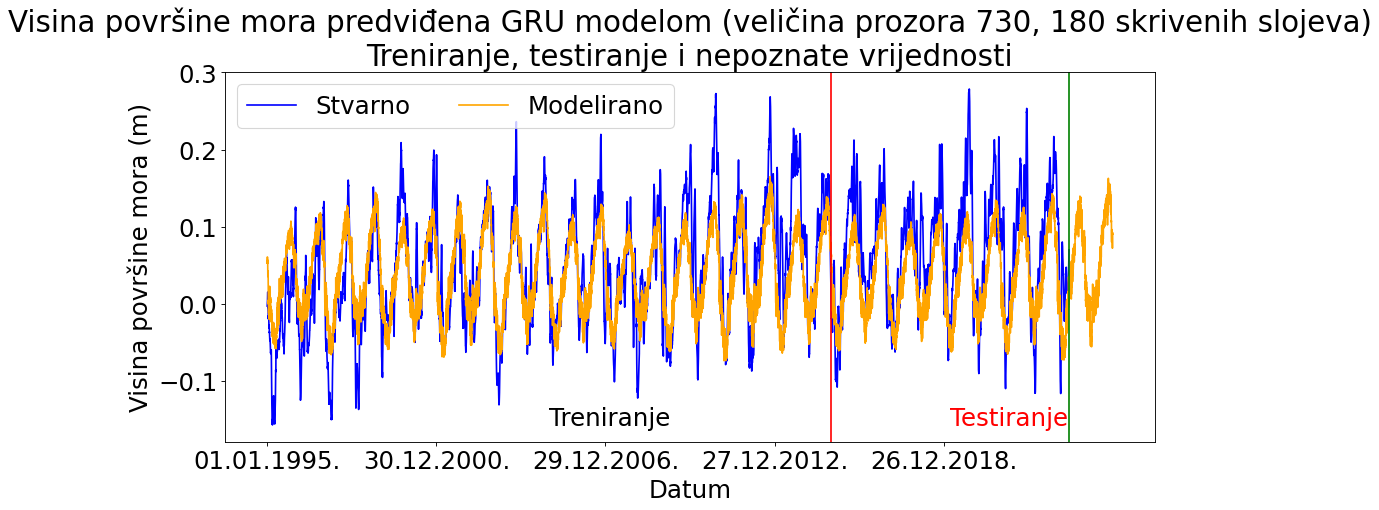 Visina površine mora predviđena GRU modelom (veličina prozora 730, 180 skrivenih slojeva)
Treniranje, testiranje i nepoznate vrijednosti
Stvarno
Modelirano
Visina površine mora (m)
0.3
0.2
0.1
0.0
−0.1
Treniranje
Testiranje
01.01.1995.
30.12.2000.
29.12.2006.
27.12.2012.
26.12.2018.
Datum